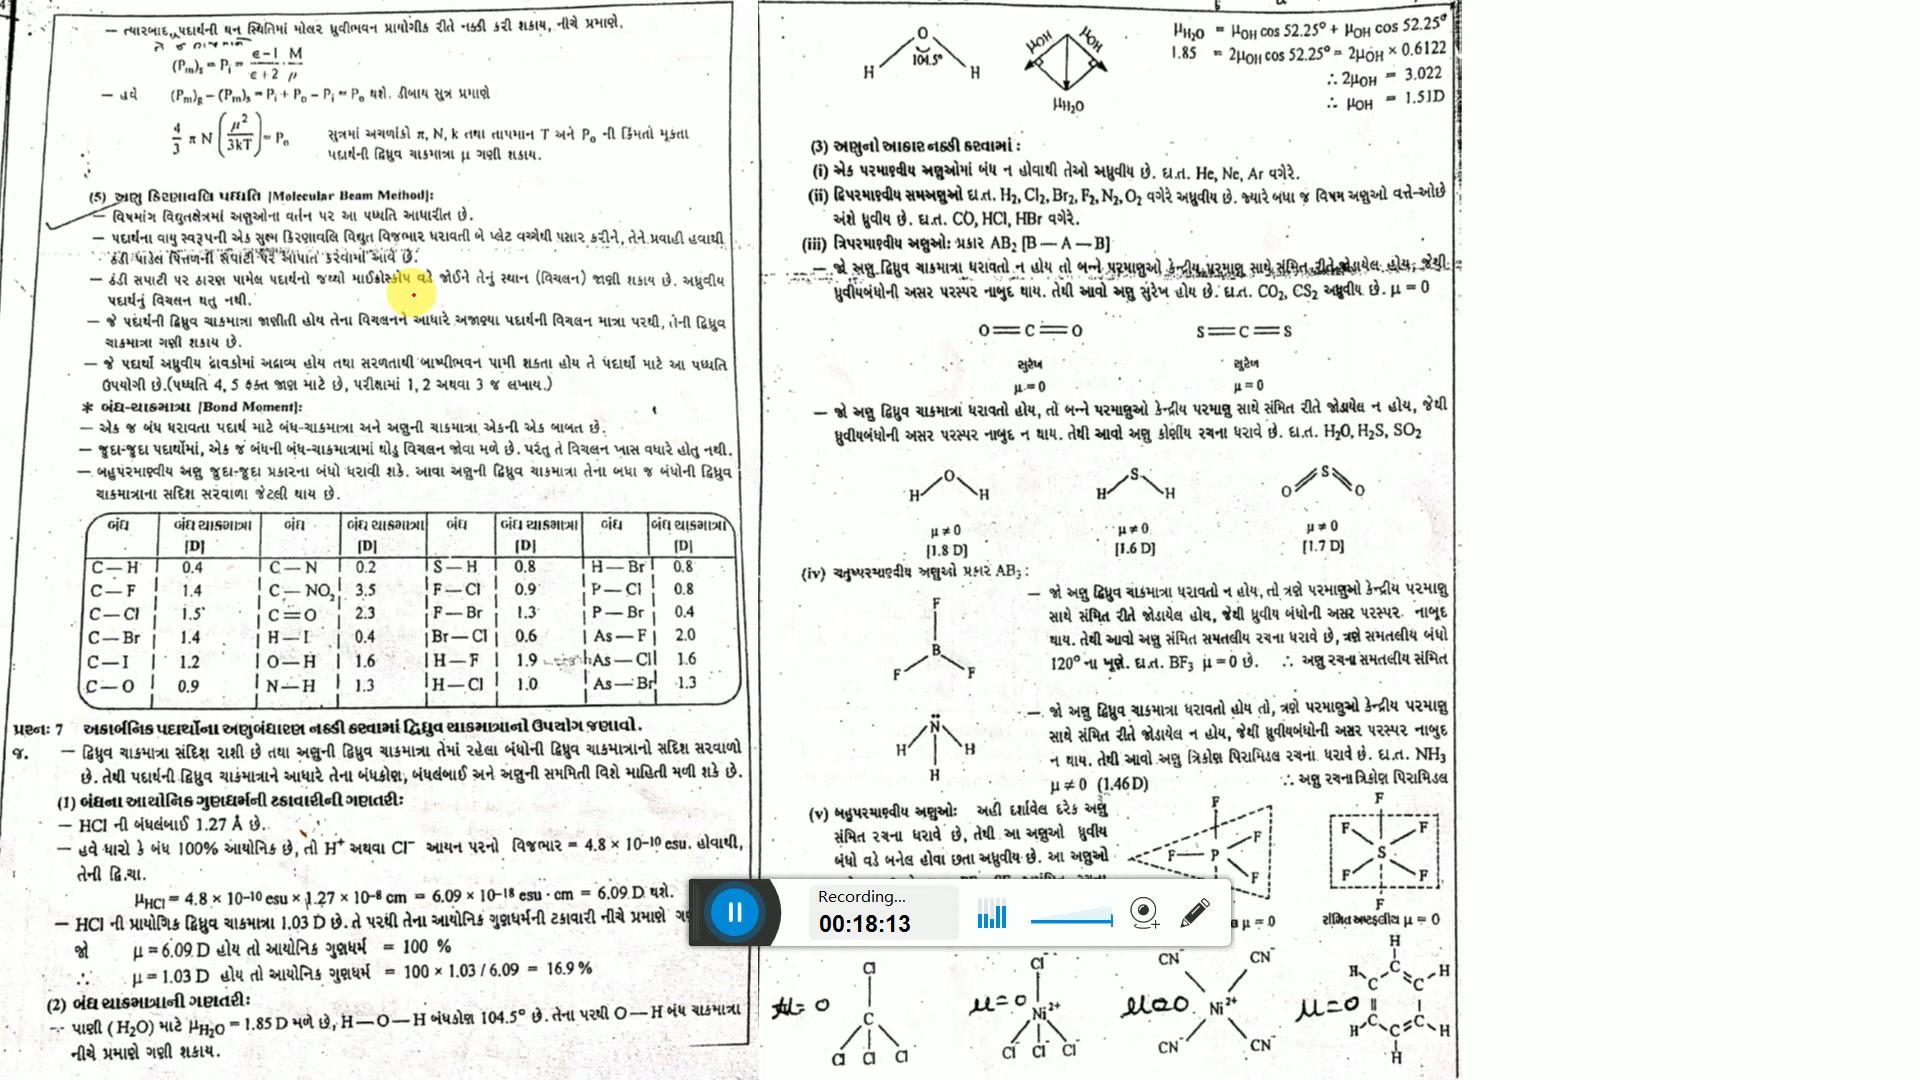 – ત્યારબાદ, પદાર્થની ઘન સ્થિતિમાં મોલર ધ્રુવીભવન પ્રાયોગીક રીતે નક્કી કરી શકાય, નીચે પ્રમાણે,
(Pₘ)ₛ = Pᵢ = ϵ–1 / ϵ+2 · M / ρ
– હવે (Pₘ)g – (Pₘ)ₛ = Pᵢ + Pₒ – Pᵢ = Pₒ થશે. ડીબાય સુત્ર પ્રમાણે
4/3 π N (μ²/3kT) = Pₒ સુત્રમાં અચળાંકો π, N, k તથા તાપમાન T અને Pₒ ની કિંમતો મૂકતા
પદાર્થની દ્વિધ્રુવ ચાકમાત્રા μ ગણી શકાય.
(5) અણુ કિરણાવલિ પધ્ધતિ [Molecular Beam Method]:
– વિષમાંગ વિદ્યુતક્ષેત્રમાં અણુઓના વર્તન પર આ પધ્ધતિ આધારીત છે.
– પદાર્થના વાયુ સ્વરૂપની એક સુક્ષ્મ કિરણાવલિ વિદ્યુત વિજભાર ધરાવતી બે પ્લેટ વચ્ચેથી પસાર કરીને, તેને પ્રવાહી હવાથી
ઠંડી પાડેલ પિત્તળની સપાટી પર આપાત કરવામાં આવે છે.
– ઠંડી સપાટી પર ઠારણ પામેલ પદાર્થનો જથ્થો માઈક્રોસ્કોપ વડે જોઈને તેનું સ્થાન (વિચલન) જાણી શકાય છે. અધ્રુવીય
પદાર્થનું વિચલન થતુ નથી.
– જે પદાર્થની દ્વિધ્રુવ ચાકમાત્રા જાણીતી હોય તેના વિચલનને આધારે અજાણ્યા પદાર્થની વિચલન માત્રા પરથી, તેની દ્વિધ્રુવ
ચાકમાત્રા ગણી શકાય છે.
– જે પદાર્થો અધ્રુવીય દ્રાવકોમાં અદ્રાવ્ય હોય તથા સરળતાથી બાષ્પીભવન પામી શકતા હોય તે પદાર્થો માટે આ પધ્ધતિ
ઉપયોગી છે.(પધ્ધતિ 4, 5 ફક્ત જાણ માટે છે, પરીક્ષામાં 1, 2 અથવા 3 જ લખાય.)
* બંધ-ચાકમાત્રા [Bond Moment]:
– એક જ બંધ ધરાવતા પદાર્થ માટે બંધ-ચાકમાત્રા અને અણુની ચાકમાત્રા એકની એક બાબત છે.
– જુદા-જુદા પદાર્થોમાં, એક જ બંધની બંધ-ચાકમાત્રામાં થોડુ વિચલન જોવા મળે છે. પરંતુ તે વિચલન ખાસ વધારે હોતુ નથી.
– બહુપરમાણ્વીય અણુ જુદા-જુદા પ્રકારના બંધો ધરાવી શકે. આવા અણુની દ્વિધ્રુવ ચાકમાત્રા તેના બધા જ બંધોની દ્વિધ્રુવ
ચાકમાત્રાના સદિશ સરવાળા જેટલી થાય છે.
બંધ બંધ ચાકમાત્રા બંધ બંધ ચાકમાત્રા બંધ બંધ ચાકમાત્રા બંધ બંધ ચાકમાત્રા
[D] [D] [D] [D]
C — H 0.4 C — N 0.2 S — H 0.8 H — Br 0.8
C — F 1.4 C — NO₂ 3.5 F — Cl 0.9 P — Cl 0.8
C — Cl 1.5 C = O 2.3 F — Br 1.3 P — Br 0.4
C — Br 1.4 H — I 0.4 Br — Cl 0.6 As — F 2.0
C — I 1.2 O — H 1.6 H — F 1.9 As — Cl 1.6
C — O 0.9 N — H 1.3 H — Cl 1.0 As — Br 1.3
પ્રશ્ન: 7 અકાર્બનિક પદાર્થોના અણુબંધારણ નક્કી કરવામાં દ્વિધ્રુવ ચાકમાત્રાનો ઉપયોગ જણાવો.
જ. – દ્વિધ્રુવ ચાકમાત્રા સદિશ રાશી છે તથા અણુની દ્વિધ્રુવ ચાકમાત્રા તેમાં રહેલા બંધોની દ્વિધ્રુવ ચાકમાત્રાનો સદિશ સરવાળો
છે. તેથી પદાર્થની દ્વિધ્રુવ ચાકમાત્રાને આધારે તેના બંધકોણ, બંધલંબાઈ અને અણુની સમમિતી વિશે માહિતી મળી શકે છે.
(1) બંધના આયોનિક ગુણધર્મની ટકાવારીની ગણતરી:
– HCl ની બંધલંબાઈ 1.27 Å છે.
– હવે ધારો કે બંધ 100% આયોનિક છે, તો H⁺ અથવા Cl⁻ આયન પરનો વિજભાર = 4.8 × 10⁻¹⁰ esu. હોવાથી,
તેની દ્વિ.ચા.
μHCl = 4.8 × 10⁻¹⁰ esu × 1.27 × 10⁻⁸ cm = 6.09 × 10⁻¹⁸ esu · cm = 6.09 D થશે.
– HCl ની પ્રાયોગિક દ્વિધ્રુવ ચાકમાત્રા 1.03 D છે. તે પરથી તેના આયોનિક ગુણધર્મની ટકાવારી નીચે પ્રમાણે
જો μ = 6.09 D હોય તો આયોનિક ગુણધર્મ = 100 %
∴ μ = 1.03 D હોય તો આયોનિક ગુણધર્મ = 100 × 1.03 / 6.09 = 16.9 %
(2) બંધ ચાકમાત્રાની ગણતરી:
– પાણી (H₂O) માટે μH₂O = 1.85 D મળે છે, H—O—H બંધકોણ 104.5° છે. તેના પરથી O—H બંધ ચાકમાત્રા
નીચે પ્રમાણે ગણી શકાય.
O
104.5°
H H
μOH μOH
μH₂O
μH₂O = μOH cos 52.25° + μOH cos 52.25°
1.85 = 2μOH cos 52.25° = 2μOH × 0.6122
∴ 2μOH = 3.022
∴ μOH = 1.51D
(3) અણુનો આકાર નક્કી કરવામાં :
(i) એક પરમાણ્વીય અણુઓમાં બંધ ન હોવાથી તેઓ અધ્રુવીય છે. દા.ત. He, Ne, Ar વગેરે.
(ii) દ્વિપરમાણ્વીય સમઅણુઓ દા.ત. H₂, Cl₂, Br₂, F₂, N₂, O₂ વગેરે અધ્રુવીય છે. જ્યારે બધા જ વિષમ અણુઓ વત્તે-ઓછે
અંશે ધ્રુવીય છે. દા.ત. CO, HCl, HBr વગેરે.
(iii) ત્રિપરમાણ્વીય અણુઓ: પ્રકાર AB₂ [B — A — B]
– જો અણુ દ્વિધ્રુવ ચાકમાત્રા ધરાવતો ન હોય તો બન્ને પરમાણુઓ કેન્દ્રીય પરમાણુ સાથે સંમિત રીતે જોડાયેલ હોય, જેથી
ધ્રુવીયબંધોની અસર પરસ્પર નાબુદ થાય. તેથી આવો અણુ સુરેખ હોય છે. દા.ત. CO₂, CS₂ અધ્રુવીય છે. μ = 0
O=C=O S=C=S
સુરેખ સુરેખ
μ = 0 μ = 0
– જો અણુ દ્વિધ્રુવ ચાકમાત્રા ધરાવતો હોય, તો બન્ને પરમાણુઓ કેન્દ્રીય પરમાણુ સાથે સંમિત રીતે જોડાયેલ ન હોય, જેથી
ધ્રુવીયબંધોની અસર પરસ્પર નાબુદ ન થાય. તેથી આવો અણુ કોણીય રચના ધરાવે છે. દા.ત. H₂O, H₂S, SO₂
O S S
H H H H O O
μ ≠ 0 μ ≠ 0 μ ≠ 0
[1.8 D] [1.6 D] [1.7 D]
(iv) ચતુષ્પરમાણ્વીય અણુઓ પ્રકાર AB₃ :
F
B
F F
– જો અણુ દ્વિધ્રુવ ચાકમાત્રા ધરાવતો ન હોય, તો ત્રણે પરમાણુઓ કેન્દ્રીય પરમાણુ
સાથે સંમિત રીતે જોડાયેલ હોય, જેથી ધ્રુવીય બંધોની અસર પરસ્પર નાબૂદ
થાય. તેથી આવો અણુ સંમિત સમતલીય રચના ધરાવે છે, ત્રણે સમતલીય બંધો
120° ના ખૂણે. દા.ત. BF₃ μ = 0 છે. ∴ અણુ રચના સમતલીય સંમિત
N
H H
H
– જો અણુ દ્વિધ્રુવ ચાકમાત્રા ધરાવતો હોય તો, ત્રણે પરમાણુઓ કેન્દ્રીય પરમાણુ
સાથે સંમિત રીતે જોડાયેલ ન હોય, જેથી ધ્રુવીયબંધોની અસર પરસ્પર નાબુદ
ન થાય. તેથી આવો અણુ ત્રિકોણ પિરામિડલ રચના ધરાવે છે. દા.ત. NH₃
μ ≠ 0 (1.46 D) ∴ અણુ રચના ત્રિકોણ પિરામિડલ
(v) બહુપરમાણ્વીય અણુઓ: અહી દર્શાવેલ દરેક અણુ
સંમિત રચના ધરાવે છે, તેથી આ અણુઓ ધ્રુવીય
બંધો વડે બનેલ હોવા છતા અધ્રુવીય છે. આ અણુઓ
F
F F
P
F
F
F F
S
F F
F
μ = 0 સંમિત અષ્ટફલીય μ = 0
Recording...
00:18:13
μ = 0 Cl C Cl Cl Cl
μ = 0 Cl⁻ Ni²⁺ Cl⁻ Cl⁻ Cl⁻
μ = 0 CN⁻ CN⁻ Ni²⁺ CN⁻ CN⁻
μ = 0 H H C H C C C C H C H H